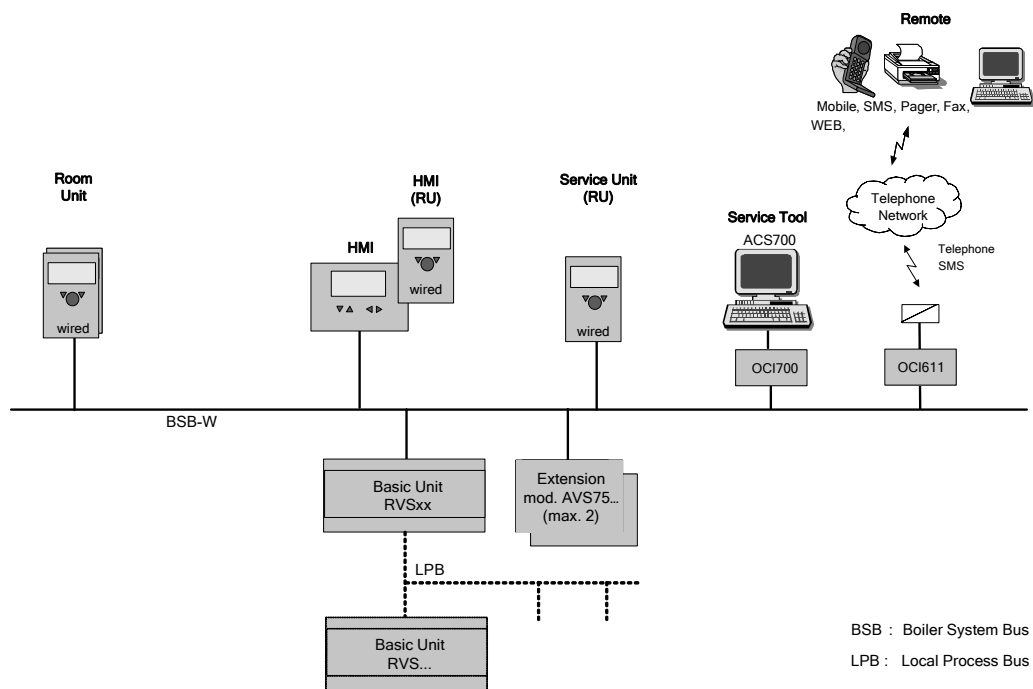 Remote
Mobile, SMS, Pager, Fax,
WEB,
Telephone
Network
Telephone
SMS
Room
Unit
wired
HMI
HMI
(RU)
wired
Service Unit
(RU)
wired
Service Tool
ACS700
OCI700
OCI611
BSB-W
Basic Unit
RVSxx
Extension
mod. AVS75...
(max. 2)
LPB
Basic Unit
RVS...
BSB : Boiler System Bus
LPB : Local Process Bus